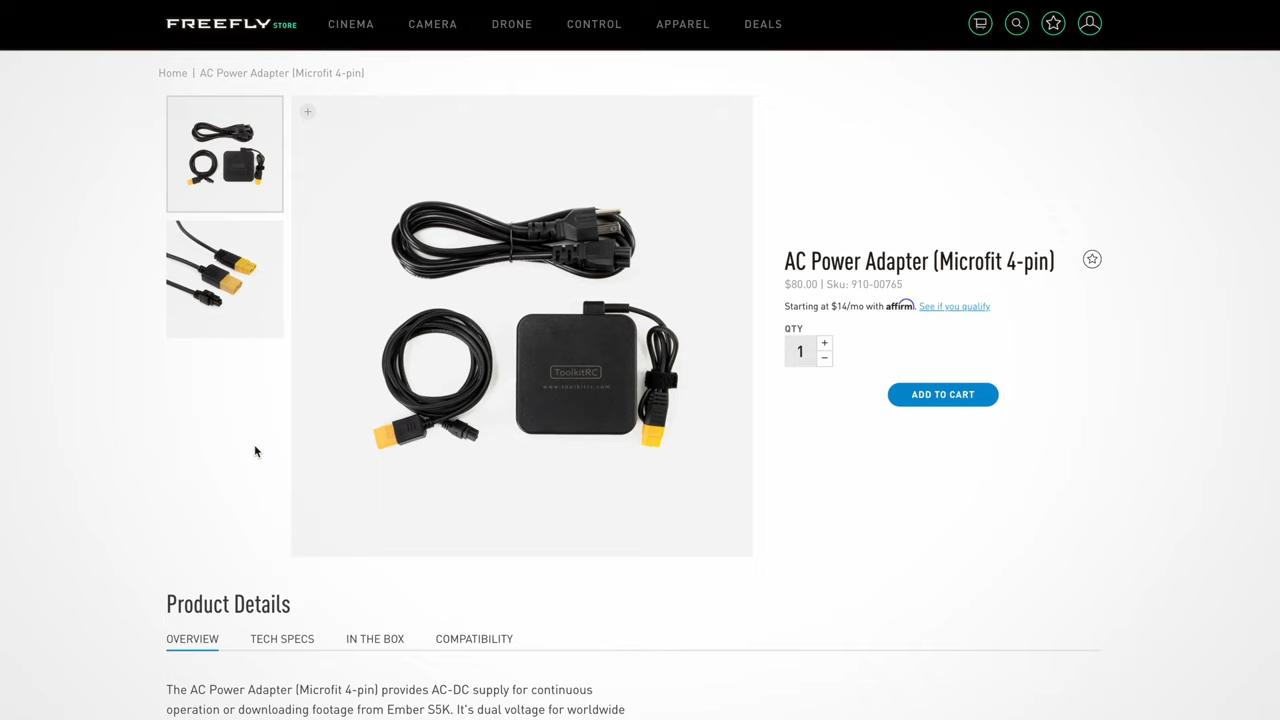 FREEFLY STORE
CINEMA
CAMERA
DRONE
CONTROL
APPAREL
DEALS
Home | AC Power Adapter (Microfit 4-pin)
ToolkitRC
www.toolkitrc.com
AC Power Adapter (Microfit 4-pin)
$80.00 | Sku: 910-00765
Starting at $14/mo with affirm. See if you qualify
QTY
1
+
−
ADD TO CART
Product Details
OVERVIEW
TECH SPECS
IN THE BOX
COMPATIBILITY
The AC Power Adapter (Microfit 4-pin) provides AC-DC supply for continuous
operation or downloading footage from Ember S5K. It's dual voltage for worldwide